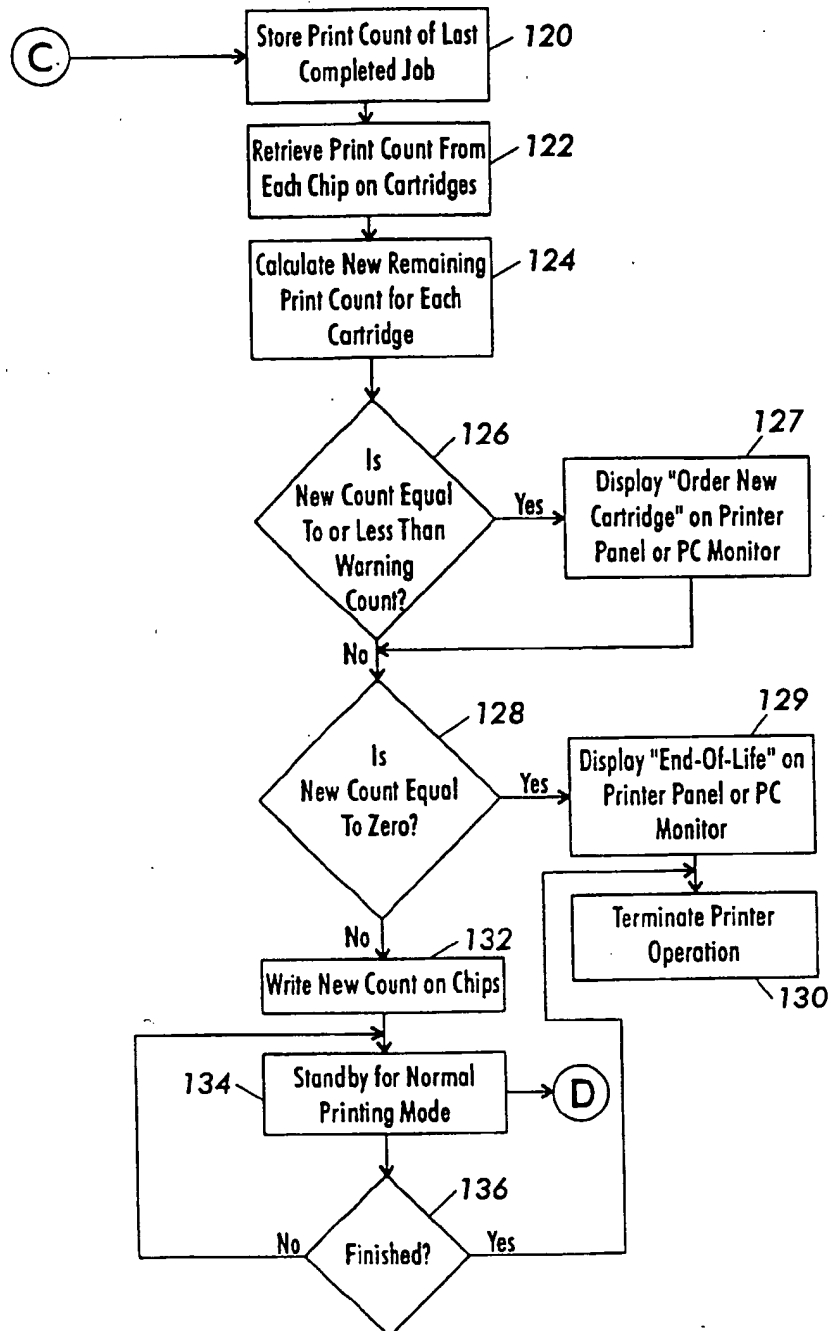 C
Store Print Count of Last
Completed Job
120
Retrieve Print Count From
Each Chip on Cartridges
122
Calculate New Remaining
Print Count for Each
Cartridge
124
Is
New Count Equal
To or Less Than
Warning
Count?
126
Yes
Display "Order New
Cartridge" on Printer
Panel or PC Monitor
127
No
Is
New Count Equal
To Zero?
128
Yes
Display "End-Of-Life" on
Printer Panel or PC
Monitor
129
Terminate Printer
Operation
130
No
132
Write New Count on Chips
134
Standby for Normal
Printing Mode
D
136
Finished?
No
Yes